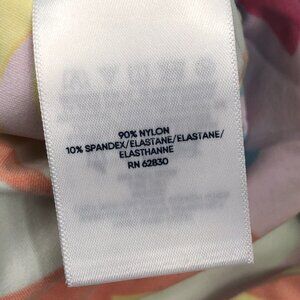 90% NYLON
10% SPANDEX/ELASTANE/ELASTANE/
ELASTHANNE
RN 62830